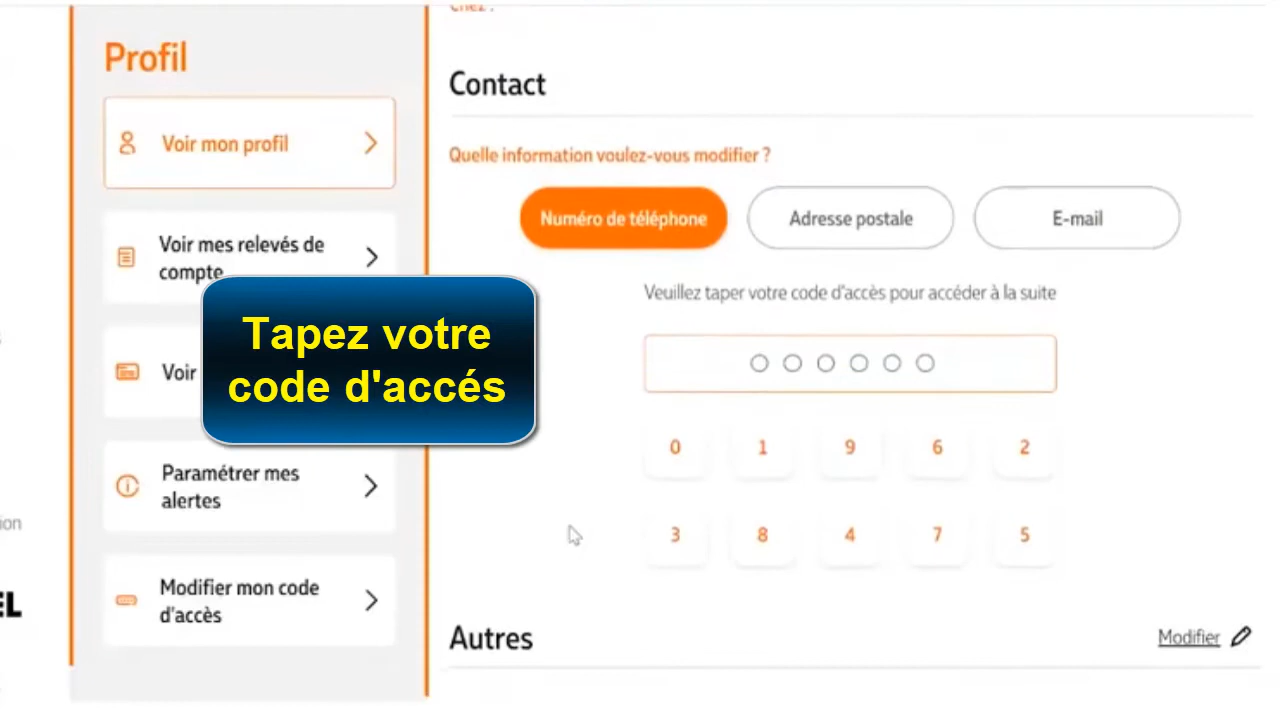 Profil
Voir mon profil
Voir mes relevés de
compte
Voir
Paramétrer mes
alertes
Modifier mon code
d'accès
Tapez votre
code d'accés
Contact
Quelle information voulez-vous modifier ?
Numéro de téléphone
Adresse postale
E-mail
Veuillez taper votre code d'accès pour accéder à la suite
0 1 9 6 2
3 8 4 7 5
Autres
Modifier